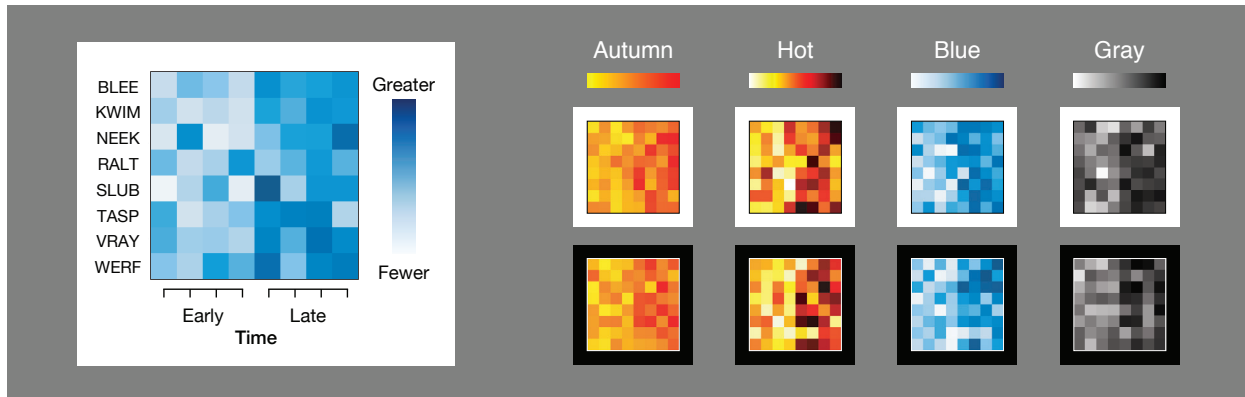 BLEE
KWIM
NEEK
RALT
SLUB
TASP
VRAY
WERF
Early
Late
Time
Greater
Fewer
Autumn
Hot
Blue
Gray